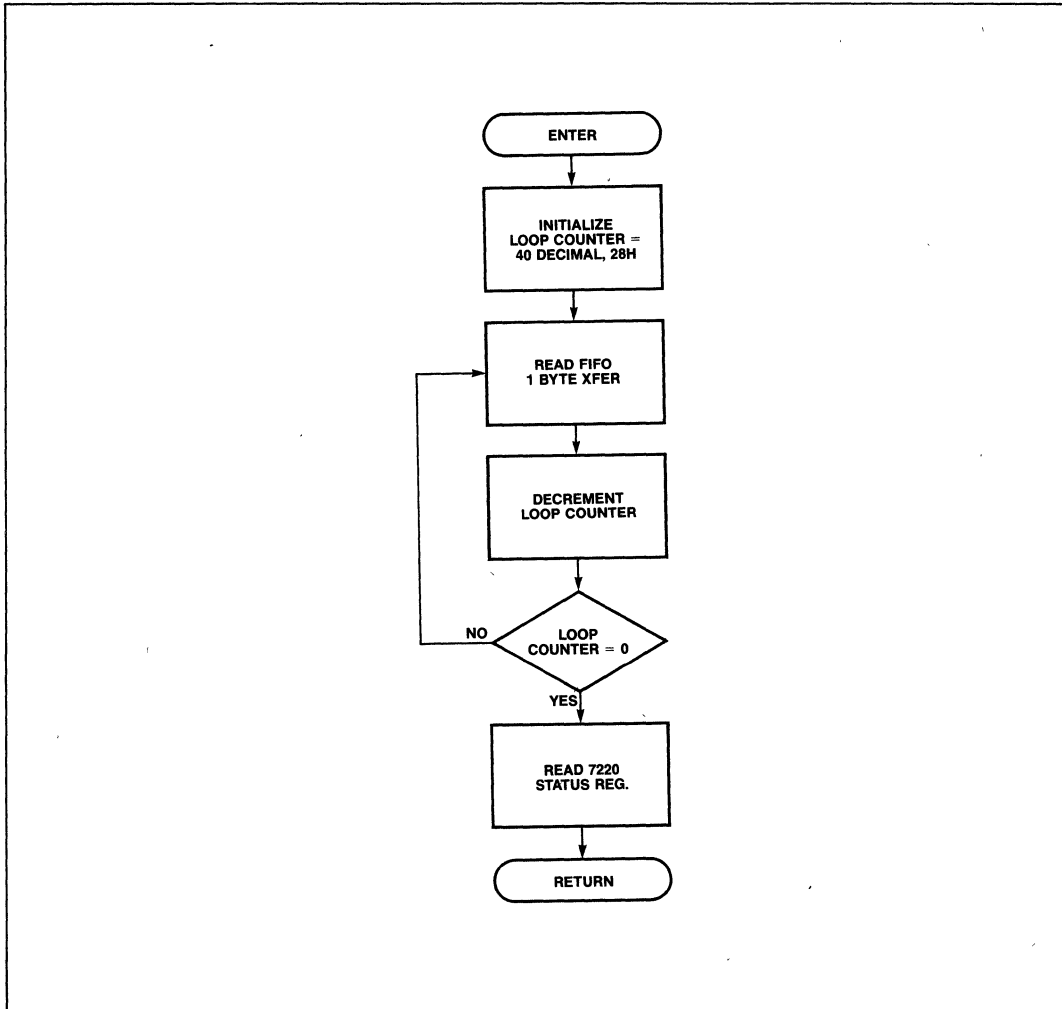 ENTER
INITIALIZE
LOOP COUNTER =
40 DECIMAL, 28H
READ FIFO
1 BYTE XFER
DECREMENT
LOOP COUNTER
LOOP
COUNTER = 0
NO
YES
READ 7220
STATUS REG.
RETURN